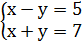 x − y = 5
x + y = 7